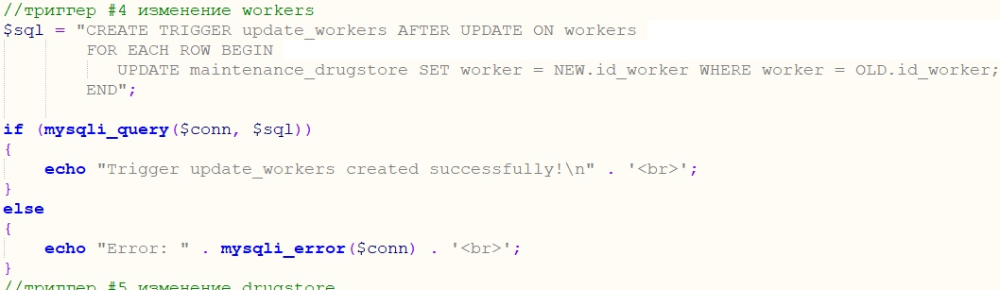 //триггер #4 изменение workers
$sql = "CREATE TRIGGER update_workers AFTER UPDATE ON workers
FOR EACH ROW BEGIN
UPDATE maintenance_drugstore SET worker = NEW.id_worker WHERE worker = OLD.id_worker;
END";
if (mysqli_query($conn, $sql))
{
echo "Trigger update_workers created successfully!\n" . '<br>';
}
else
{
echo "Error: " . mysqli_error($conn) . '<br>';
}
//триггер #5 изменение drugstore